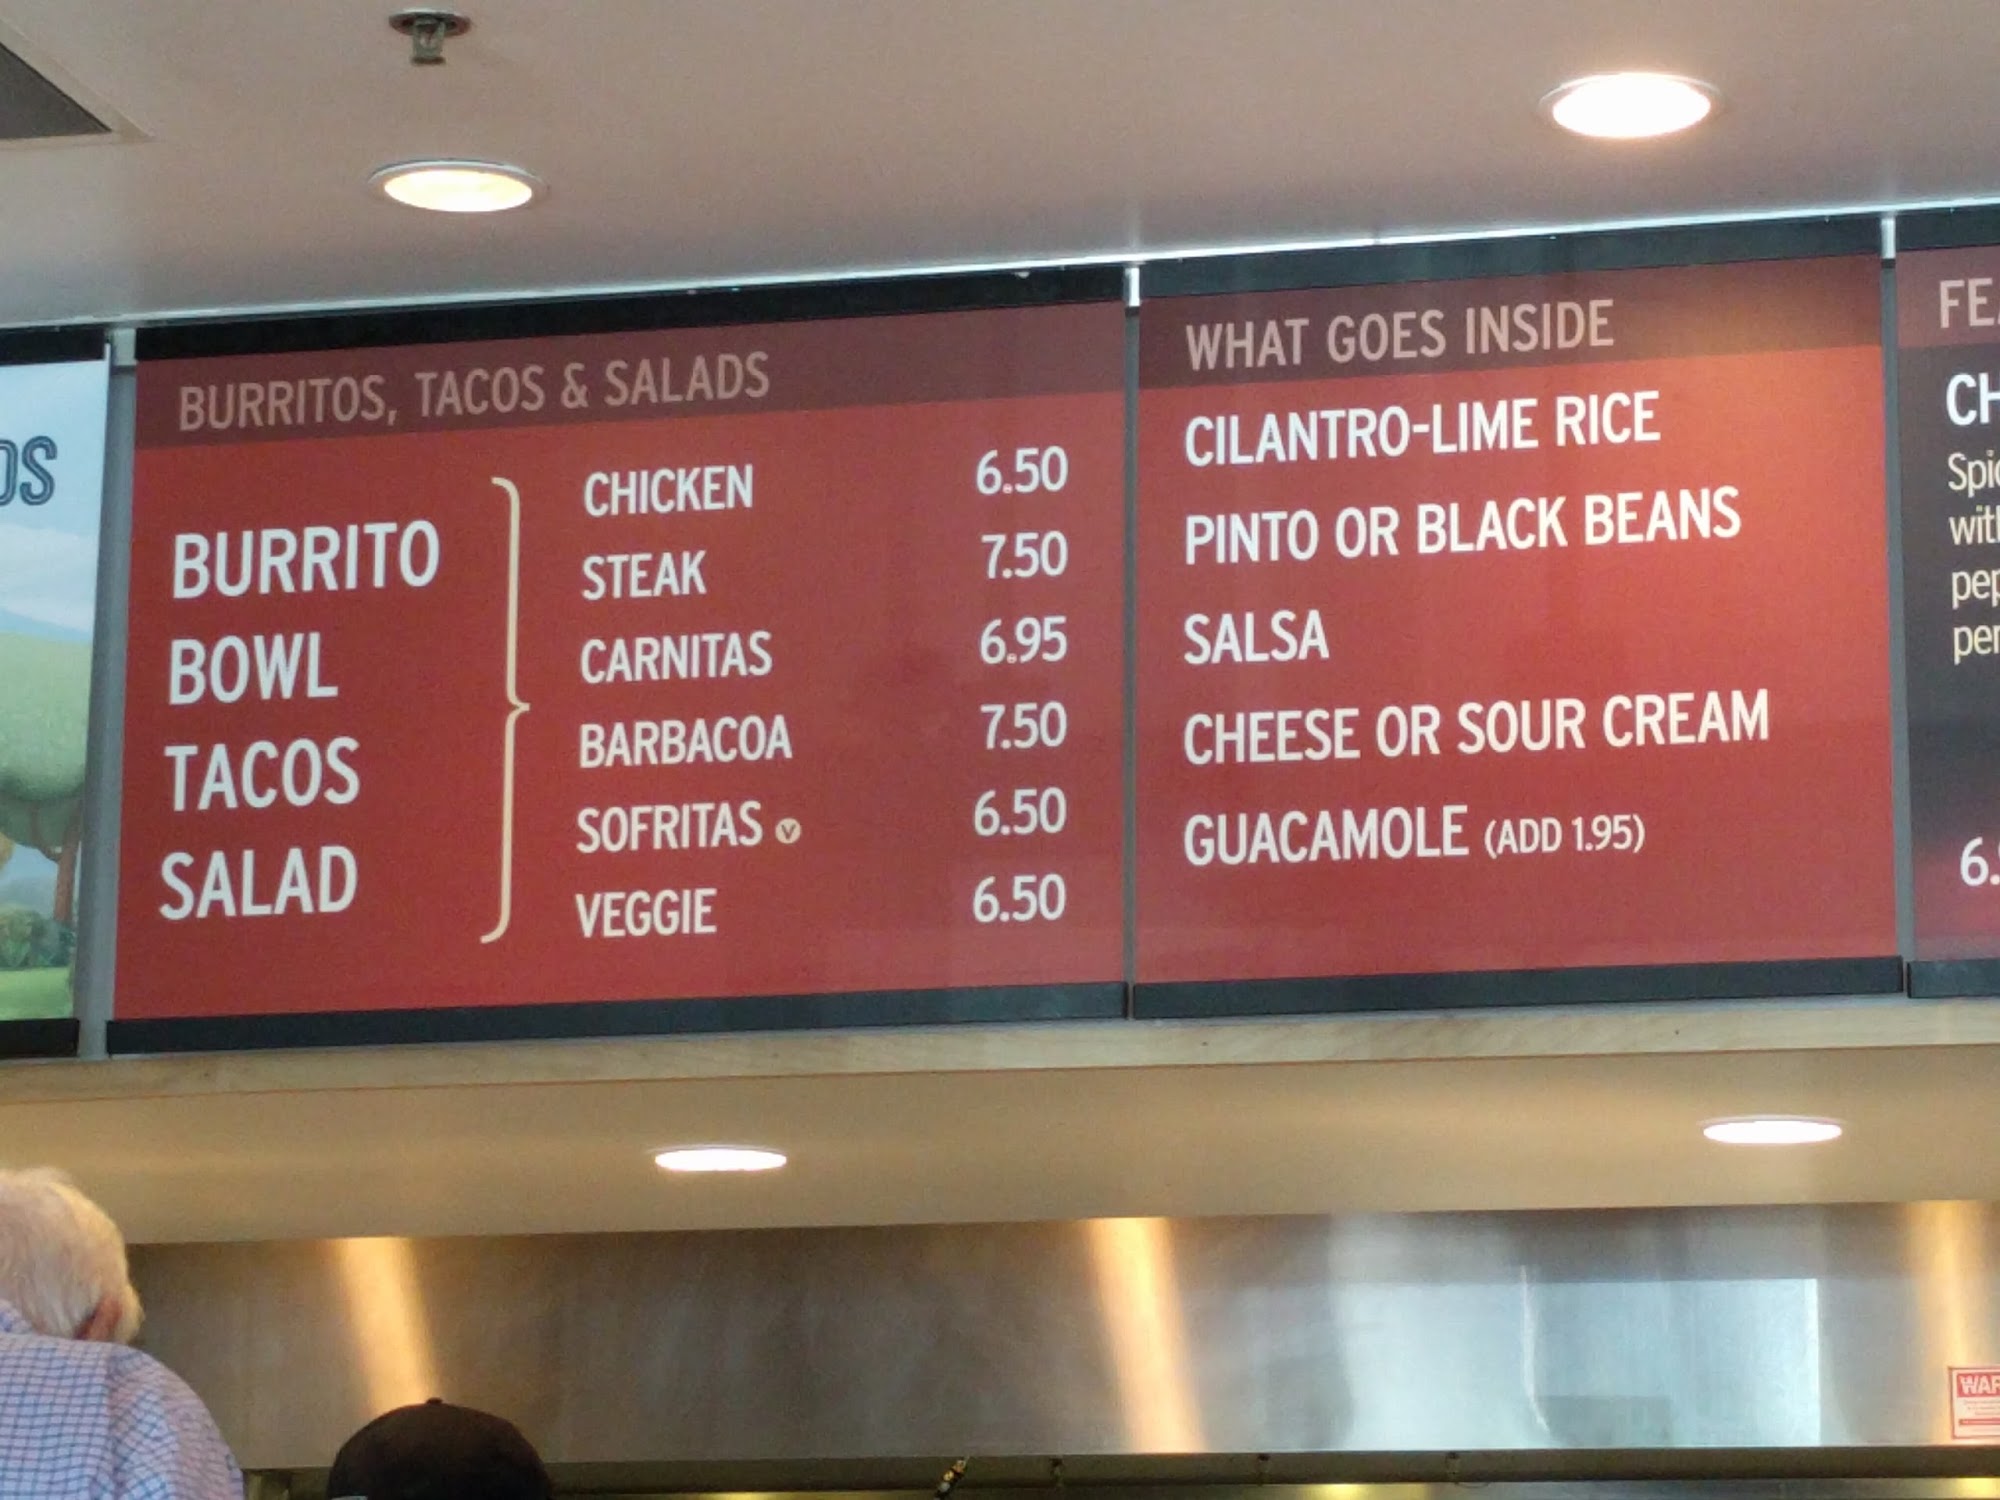 BURRITOS, TACOS & SALADS
BURRITO
BOWL
TACOS
SALAD
CHICKEN 6.50
STEAK 7.50
CARNITAS 6.95
BARBACOA 7.50
SOFRITAS V 6.50
VEGGIE 6.50
WHAT GOES INSIDE
CILANTRO-LIME RICE
PINTO OR BLACK BEANS
SALSA
CHEESE OR SOUR CREAM
GUACAMOLE (ADD 1.95)